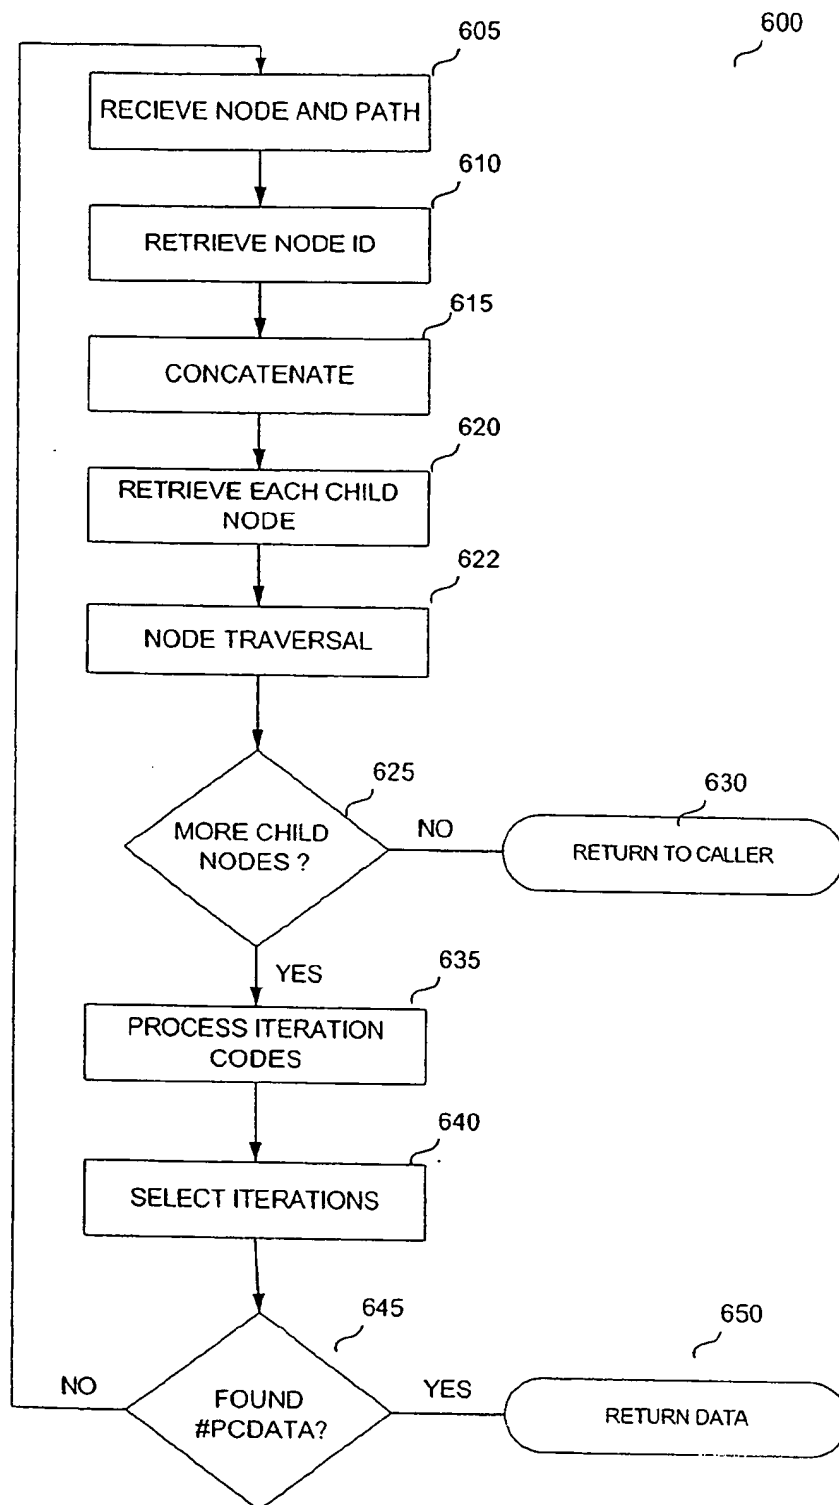 600
605
RECIEVE NODE AND PATH
610
RETRIEVE NODE ID
615
CONCATENATE
620
RETRIEVE EACH CHILD
NODE
622
NODE TRAVERSAL
625
MORE CHILD
NODES ?
NO
630
RETURN TO CALLER
YES
635
PROCESS ITERATION
CODES
640
SELECT ITERATIONS
645
FOUND
#PCDATA?
NO
YES
650
RETURN DATA